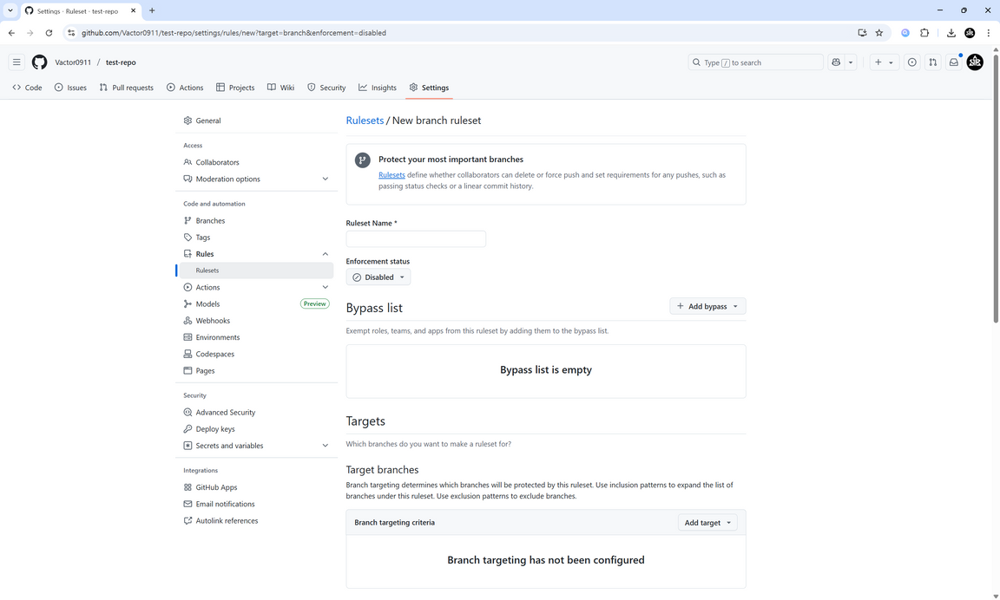 Settings · Ruleset · test-repo
github.com/Vactor0911/test-repo/settings/rules/new?target=branch&enforcement=disabled
Vactor0911 / test-repo
Type / to search
Code Issues Pull requests Actions Projects Wiki Security Insights Settings
General
Access
Collaborators
Moderation options
Code and automation
Branches
Tags
Rules
Rulesets
Actions
Models Preview
Webhooks
Environments
Codespaces
Pages
Security
Advanced Security
Deploy keys
Secrets and variables
Integrations
GitHub Apps
Email notifications
Autolink references
Rulesets / New branch ruleset
Protect your most important branches
Rulesets define whether collaborators can delete or force push and set requirements for any pushes, such as
passing status checks or a linear commit history.
Ruleset Name *
Enforcement status
Disabled
Bypass list
Add bypass
Exempt roles, teams, and apps from this ruleset by adding them to the bypass list.
Bypass list is empty
Targets
Which branches do you want to make a ruleset for?
Target branches
Branch targeting determines which branches will be protected by this ruleset. Use inclusion patterns to expand the list of
branches under this ruleset. Use exclusion patterns to exclude branches.
Branch targeting criteria
Add target
Branch targeting has not been configured